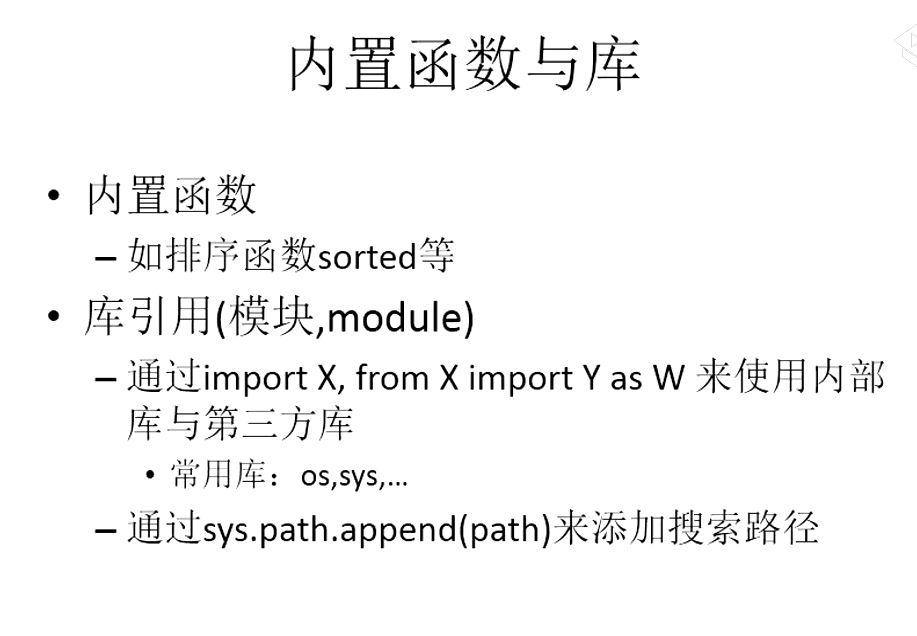 内置函数与库
• 内置函数
– 如排序函数sorted等
• 库引用(模块,module)
– 通过import X, from X import Y as W 来使用内部
库与第三方库
• 常用库：os,sys,...
– 通过sys.path.append(path)来添加搜索路径